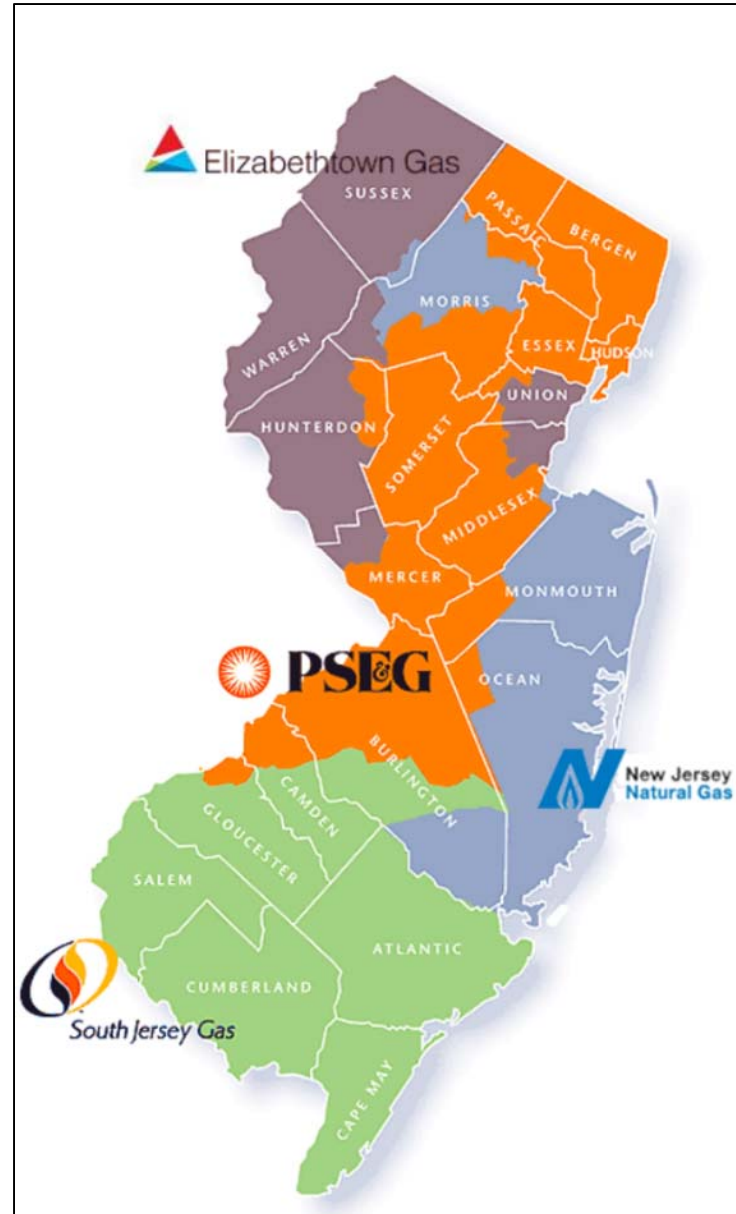 Elizabethtown Gas
SUSSEX
PASSAIC
BERGEN
MORRIS
ESSEX
HUDSON
WARREN
UNION
HUNTERDON
SOMERSET
MIDDLESEX
MERCER
MONMOUTH
PSE&G
OCEAN
BURLINGTON
New Jersey
Natural Gas
CAMDEN
GLOUCESTER
SALEM
ATLANTIC
CUMBERLAND
South Jersey Gas
CAPE MAY